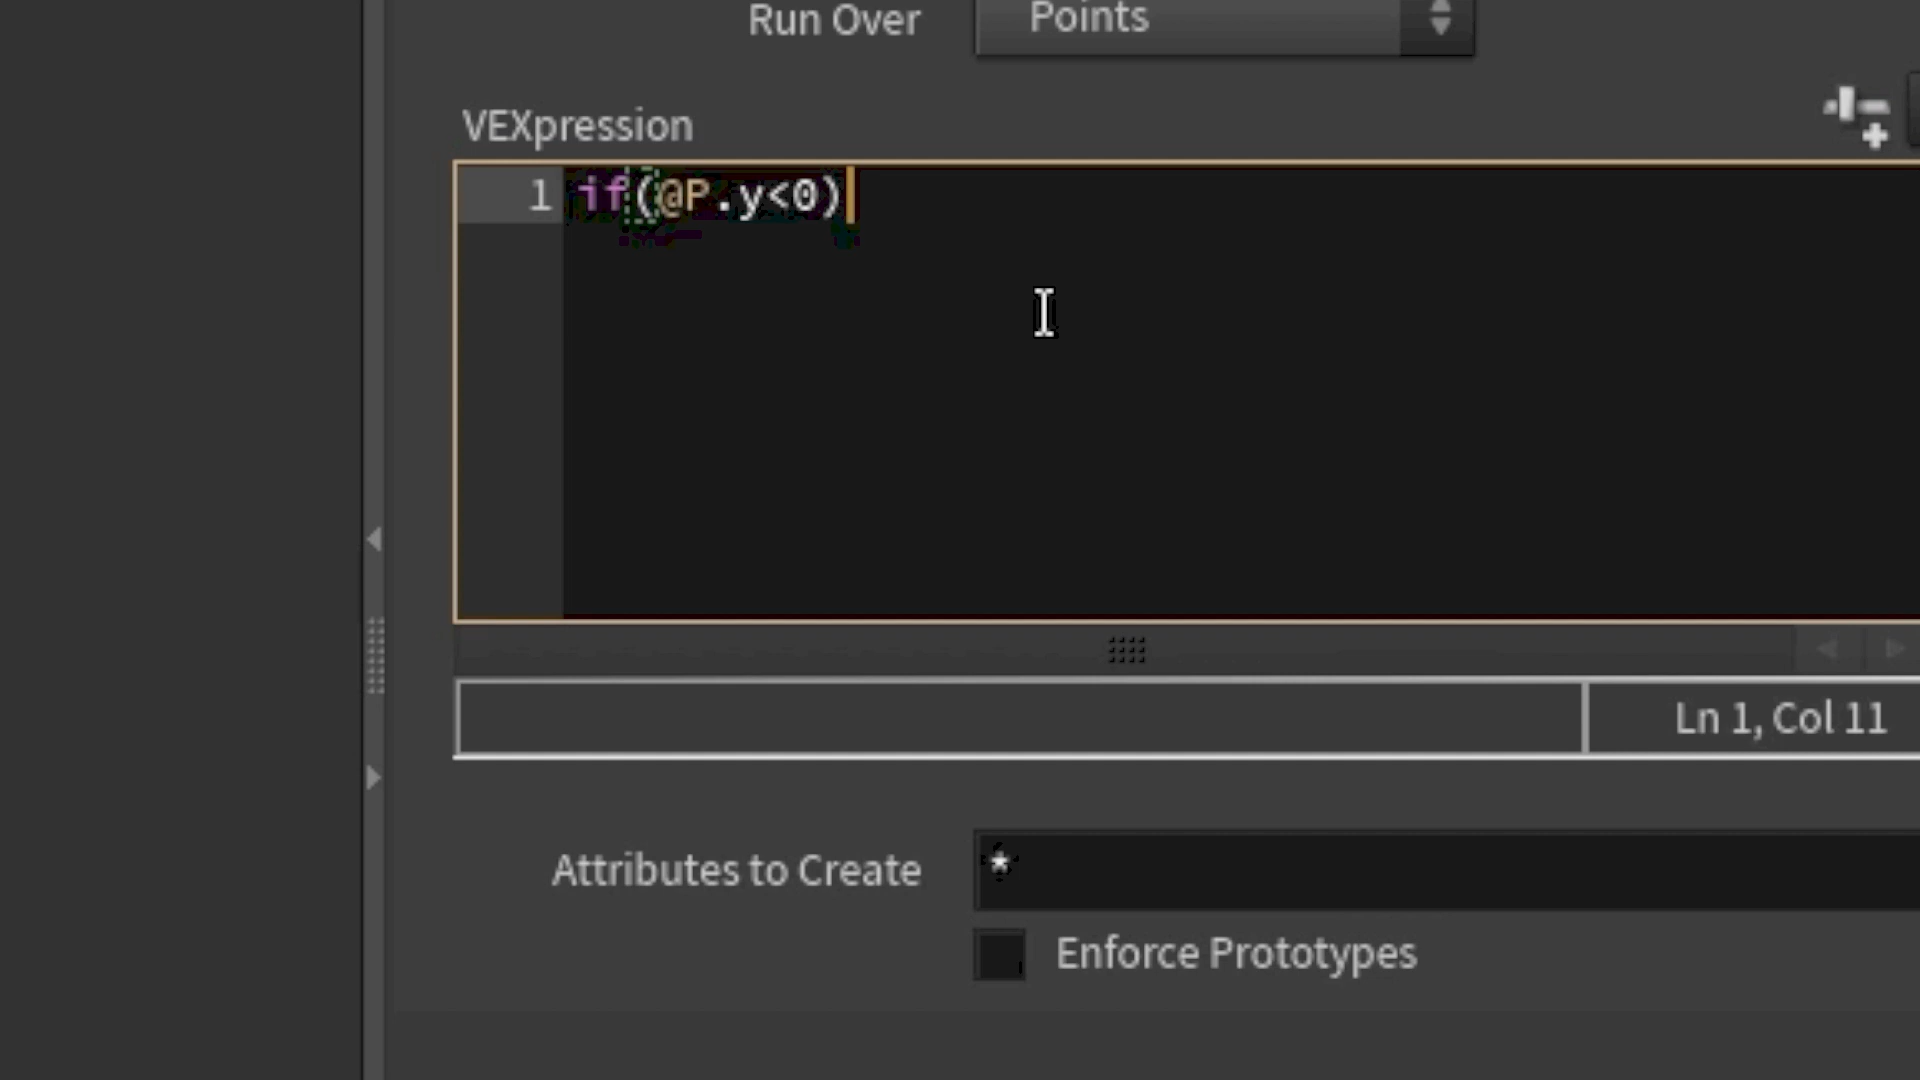 Run Over Points
VEXpression
1 if(@P.y<0)
Ln 1, Col 11
Attributes to Create *
Enforce Prototypes